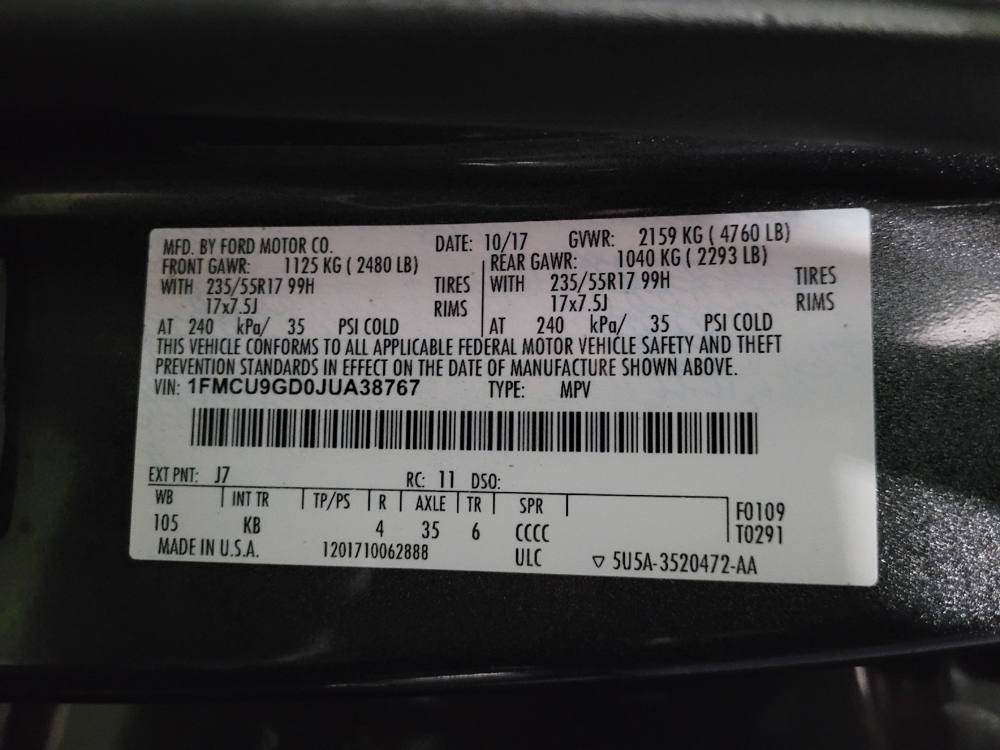 MFD. BY FORD MOTOR CO. DATE: 10/17 GVWR: 2159 KG ( 4760 LB)
FRONT GAWR: 1125 KG ( 2480 LB) REAR GAWR: 1040 KG ( 2293 LB)
WITH 235/55R17 99H TIRES WITH 235/55R17 99H TIRES
17x7.5J RIMS 17x7.5J RIMS
AT 240 kPa/ 35 PSI COLD AT 240 kPa/ 35 PSI COLD
THIS VEHICLE CONFORMS TO ALL APPLICABLE FEDERAL MOTOR VEHICLE SAFETY AND THEFT
PREVENTION STANDARDS IN EFFECT ON THE DATE OF MANUFACTURE SHOWN ABOVE.
VIN: 1FMCU9GD0JUA38767 TYPE: MPV
EXT PNT: J7 RC: 11 DSO:
WB INT TR TP/PS R AXLE TR SPR F0109
105 KB 4 35 6 CCCC T0291
MADE IN U.S.A. 1201710062888 ULC ▽ 5U5A-3520472-AA